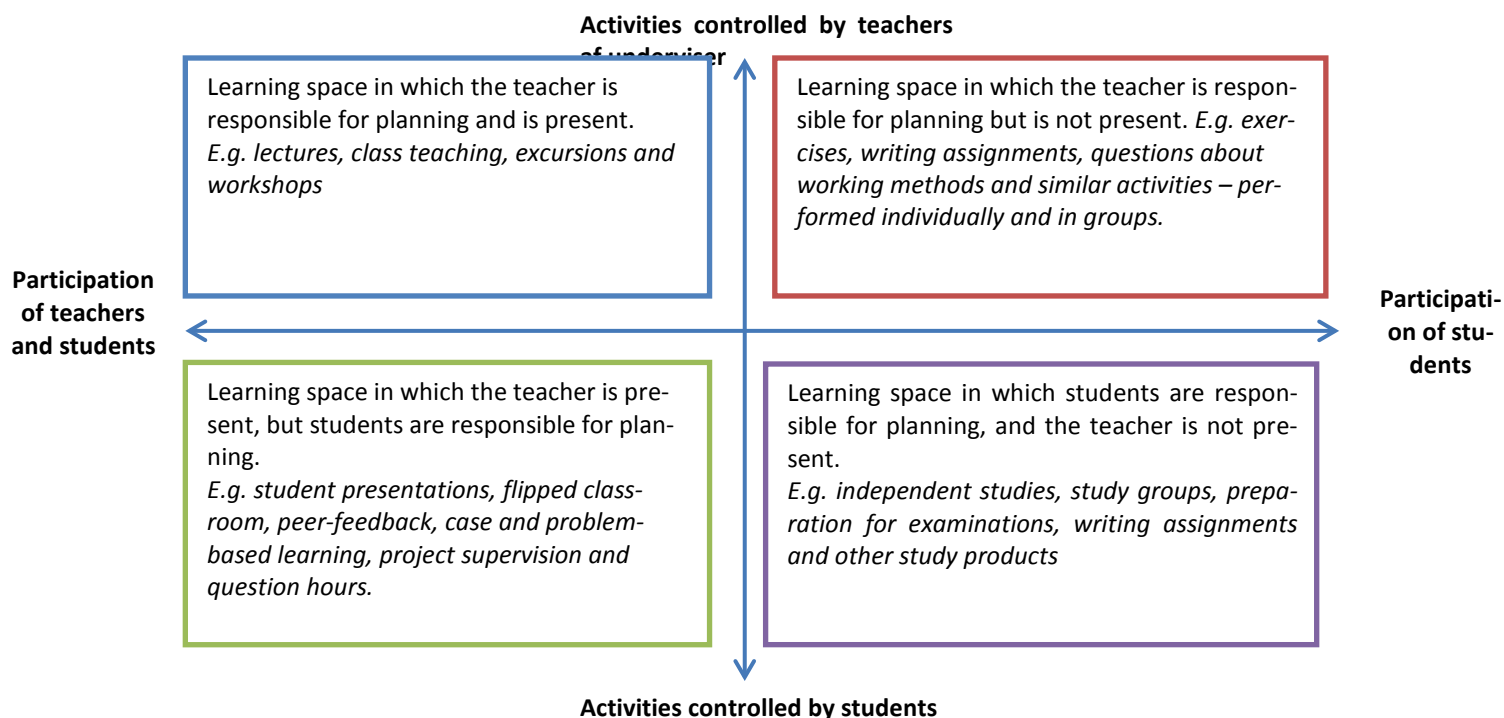 Activities controlled by teachers
af underviser
Learning space in which the teacher is
responsible for planning and is present.
E.g. lectures, class teaching, excursions and
workshops
Learning space in which the teacher is respon-
sible for planning but is not present. E.g. exer-
cises, writing assignments, questions about
working methods and similar activities – per-
formed individually and in groups.
Participation
of teachers
and students
Participati-
on of stu-
dents
Learning space in which the teacher is pre-
sent, but students are responsible for plan-
ning.
E.g. student presentations, flipped class-
room, peer-feedback, case and problem-
based learning, project supervision and
question hours.
Learning space in which students are respon-
sible for planning, and the teacher is not pre-
sent.
E.g. independent studies, study groups, prepa-
ration for examinations, writing assignments
and other study products
Activities controlled by students